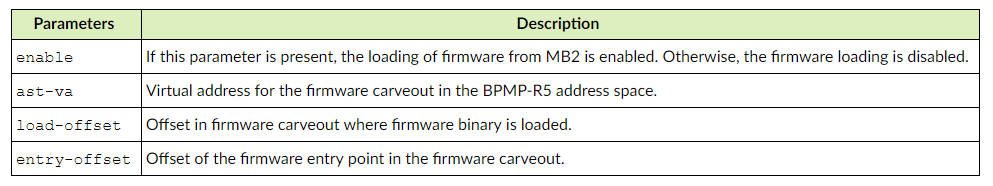 Parameters Description
enable If this parameter is present, the loading of firmware from MB2 is enabled. Otherwise, the firmware loading is disabled.
ast-va Virtual address for the firmware carveout in the BPMP-R5 address space.
load-offset Offset in firmware carveout where firmware binary is loaded.
entry-offset Offset of the firmware entry point in the firmware carveout.